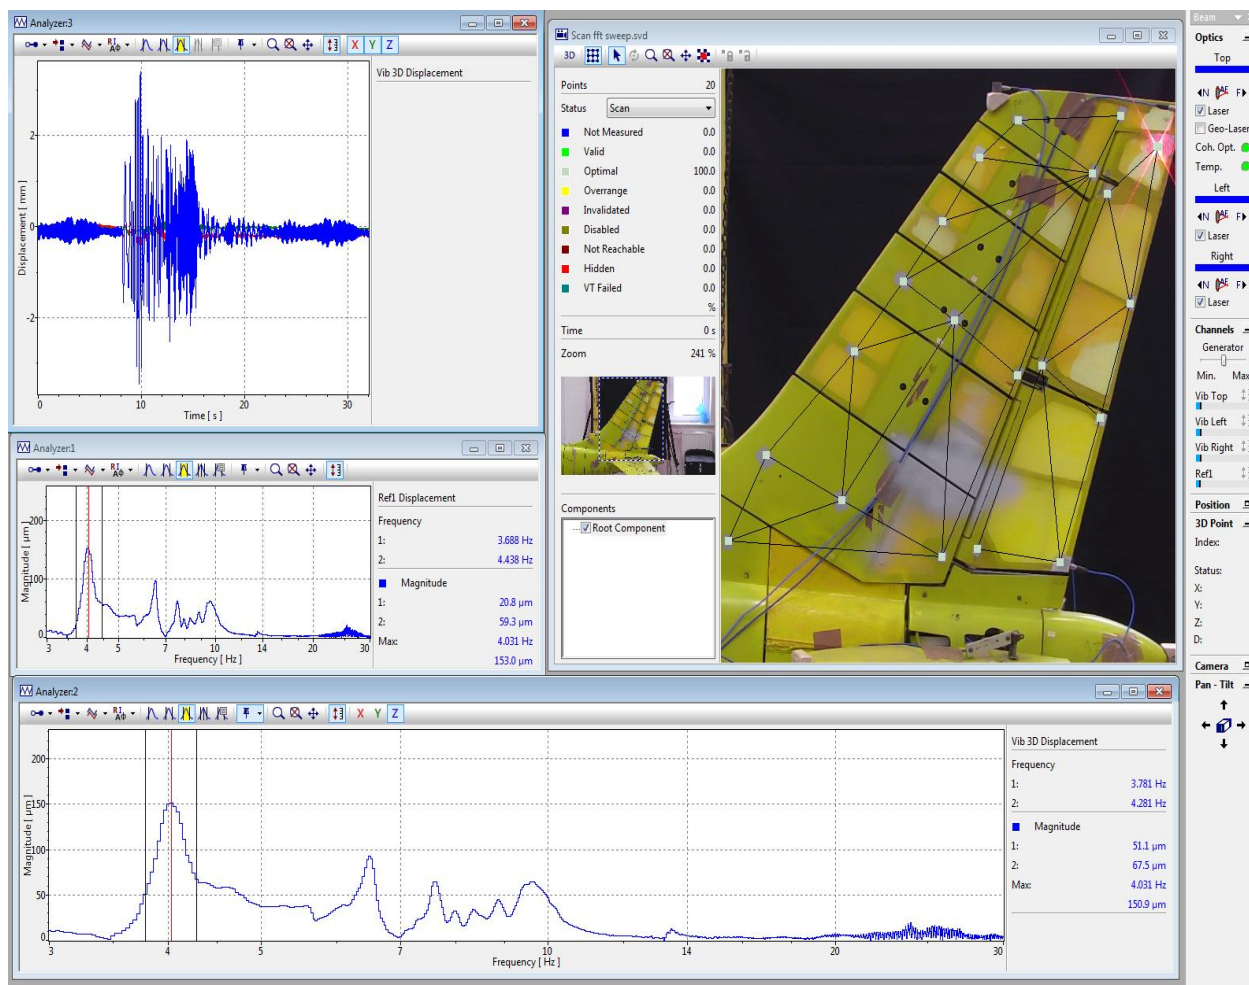 Analyzer:3
X Y Z
Vib 3D Displacement
Displacement [ mm ]
2
0
-2
0 10 20 30
Time [ s ]
Analyzer:1
Ref1 Displacement
Frequency
1: 3.688 Hz
2: 4.438 Hz
Magnitude
1: 20.8 µm
2: 59.3 µm
Max: 4.031 Hz
153.0 µm
Magnitude [ µm ]
200
100
0
3 4 5 7 10 14 20 30
Frequency [ Hz ]
Scan fft sweep.svd
3D
Points 20
Status Scan
Not Measured 0.0
Valid 0.0
Optimal 100.0
Overrange 0.0
Invalidated 0.0
Disabled 0.0
Not Reachable 0.0
Hidden 0.0
VT Failed 0.0
%
Time 0 s
Zoom 241 %
Components
Root Component
Beam
Optics
Top
N AF F
Laser
Geo-Laser
Coh. Opt.
Temp.
Left
N AF F
Laser
Right
N AF F
Laser
Channels
Generator
Min. Max
Vib Top
Vib Left
Vib Right
Ref1
Position
3D Point
Index:
Status:
X:
Y:
Z:
D:
Camera
Pan - Tilt
Analyzer:2
X Y Z
Vib 3D Displacement
Frequency
1: 3.781 Hz
2: 4.281 Hz
Magnitude
1: 51.1 µm
2: 67.5 µm
Max: 4.031 Hz
150.9 µm
Magnitude [ µm ]
200
150
100
50
0
3 4 5 7 10 14 20 30
Frequency [ Hz ]